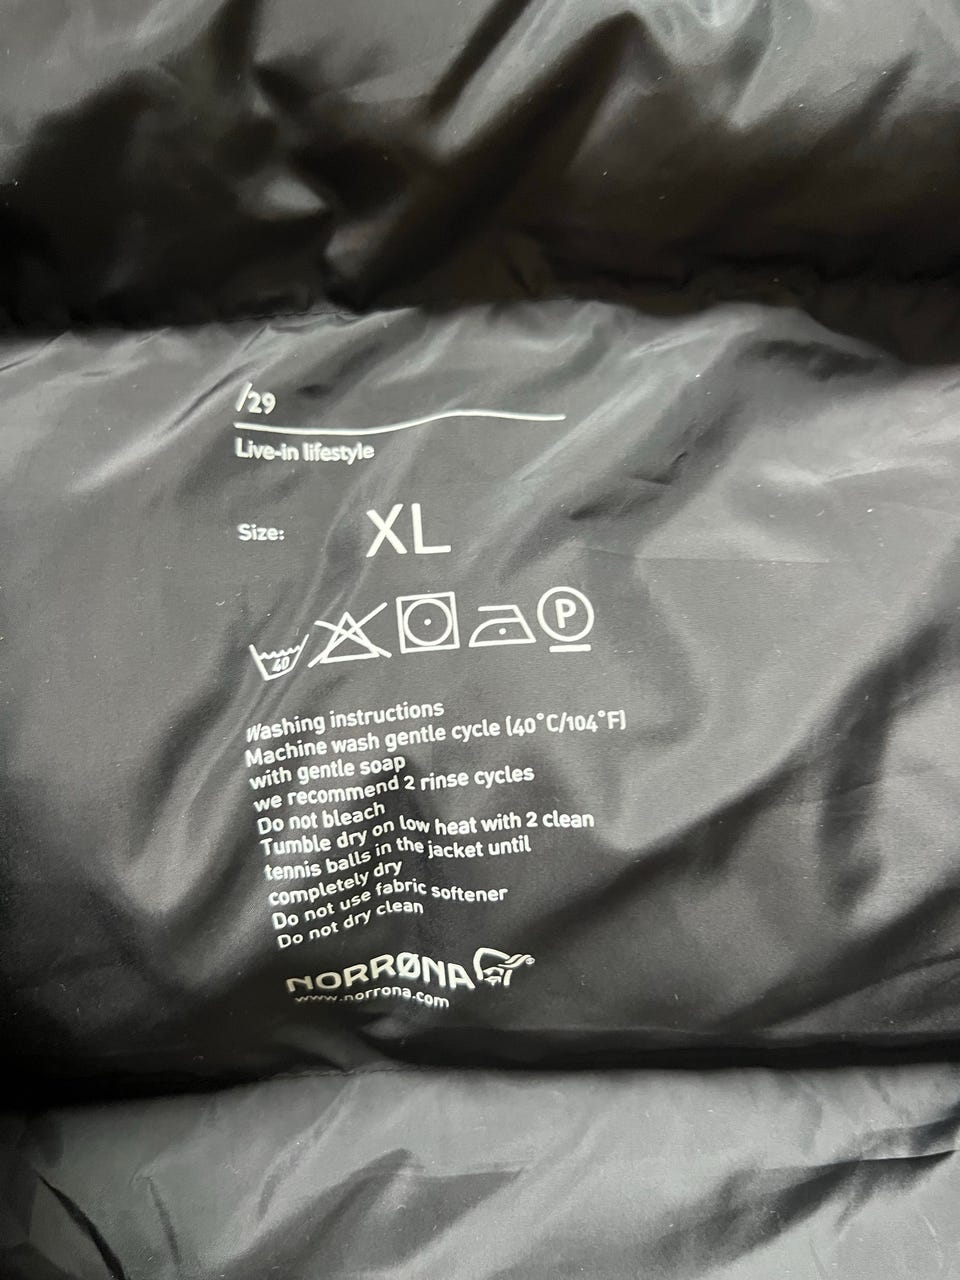 /29
Live-in lifestyle
Size: XL
40 P
Washing instructions
Machine wash gentle cycle (40°C/104°F)
with gentle soap
we recommend 2 rinse cycles
Do not bleach
Tumble dry on low heat with 2 clean
tennis balls in the jacket until
completely dry
Do not use fabric softener
Do not dry clean
NORRØNA®
www.norrona.com